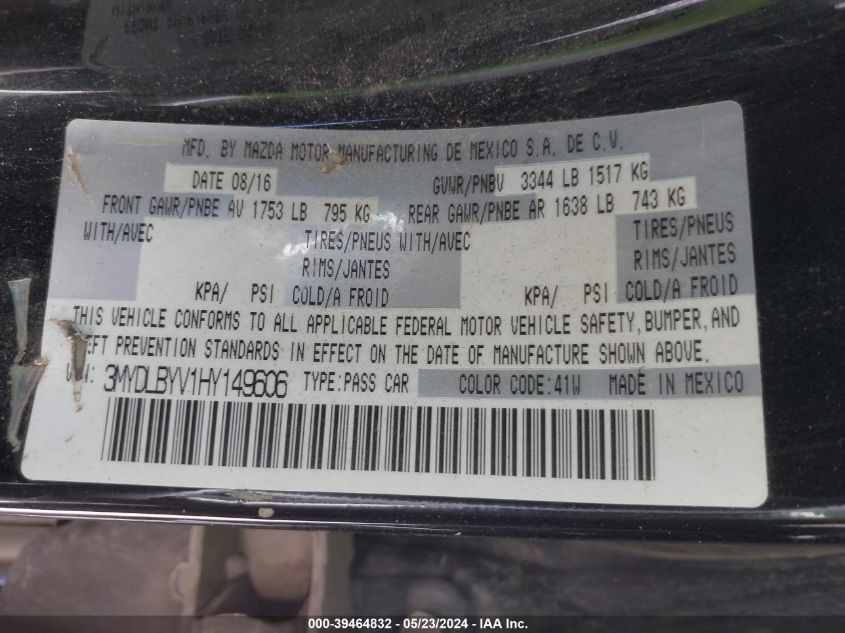 MFD. BY MAZDA MOTOR MANUFACTURING DE MEXICO S.A. DE C.V.
DATE 08/16 GVWR/PNBV 3344 LB 1517 KG
FRONT GAWR/PNBE AV 1753 LB 795 KG REAR GAWR/PNBE AR 1638 LB 743 KG
WITH/AVEC TIRES/PNEUS WITH/AVEC TIRES/PNEUS
RIMS/JANTES RIMS/JANTES
KPA/ PSI COLD/A FROID KPA/ PSI COLD/A FROID
THIS VEHICLE CONFORMS TO ALL APPLICABLE FEDERAL MOTOR VEHICLE SAFETY, BUMPER, AND
EFT PREVENTION STANDARDS IN EFFECT ON THE DATE OF MANUFACTURE SHOWN ABOVE.
3MYDLBYV1HY149606 TYPE:PASS CAR COLOR CODE:41W MADE IN MEXICO
000-39464832 - 05/23/2024 - IAAI.com